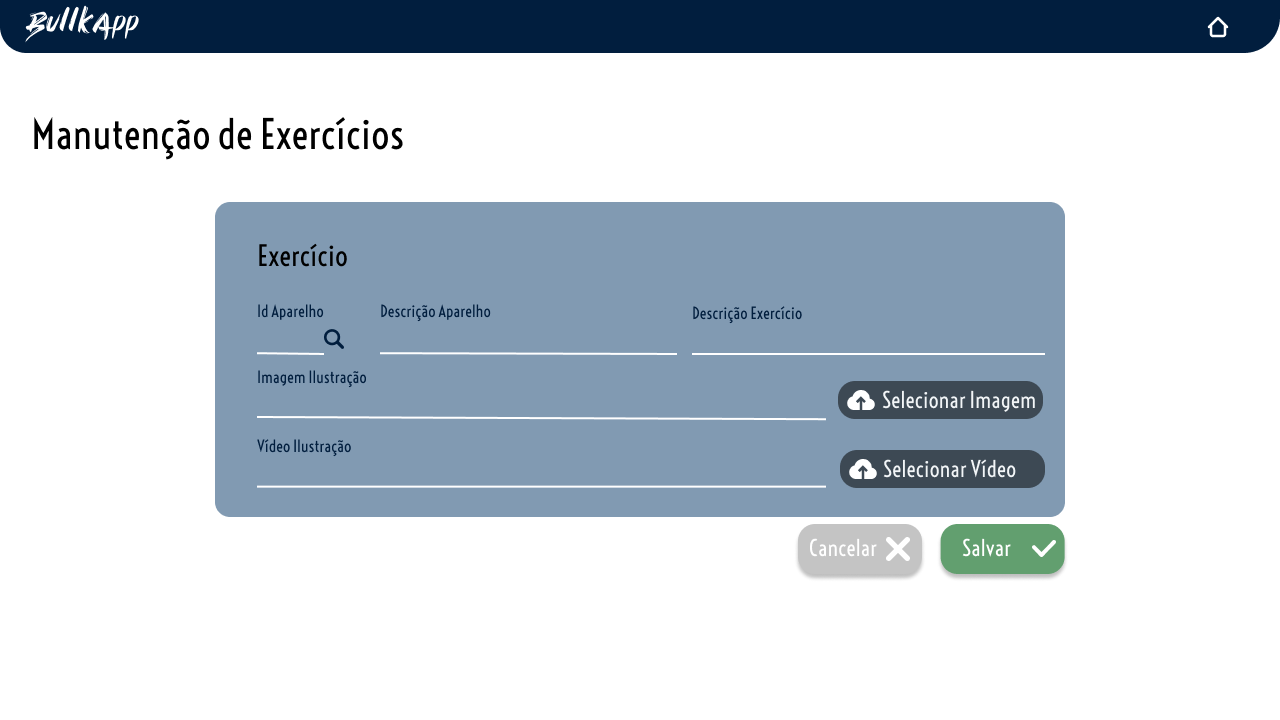 BullkApp
Manutenção de Exercícios
Exercício
Id Aparelho
Descrição Aparelho
Descrição Exercício
Imagem Ilustração
Selecionar Imagem
Vídeo Ilustração
Selecionar Vídeo
Cancelar
Salvar